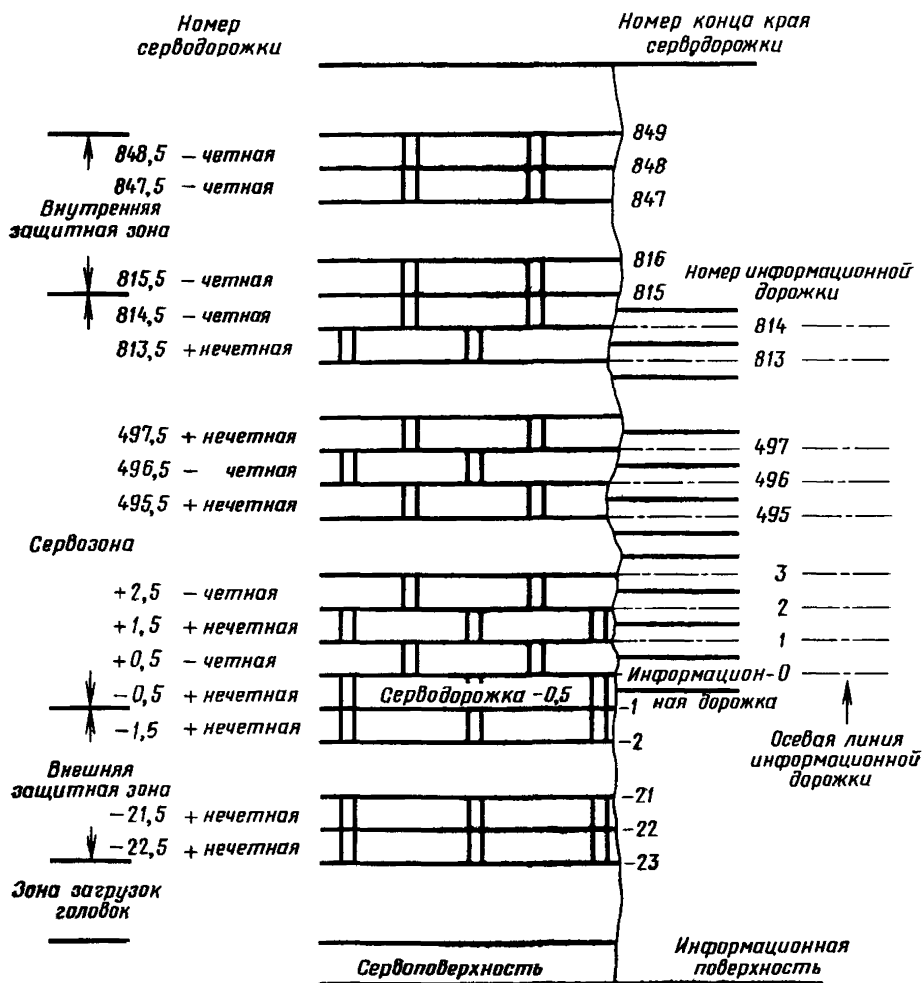 Номер
серводорожки
Номер конца края
серводорожки
848,5 - четная
849
848
847,5 - четная
847
Внутренняя
защитная зона
816
815,5 - четная
815
Номер информационной
дорожки
814,5 - четная
814
813,5 + нечетная
813
497,5 + нечетная
497
496,5 - четная
496
495,5 + нечетная
495
Сервозона
3
+2,5 - четная
2
+1,5 + нечетная
1
+0,5 - четная
Информацион- 0
ная дорожка
-0,5 + нечетная
Серводорожка -0,5
-1
-1,5 + нечетная
-2
Осевая линия
информационной
дорожки
Внешняя
защитная зона
-21
-21,5 + нечетная
-22
-22,5 + нечетная
-23
Зона загрузок
головок
Сервоповерхность
Информационная
поверхность